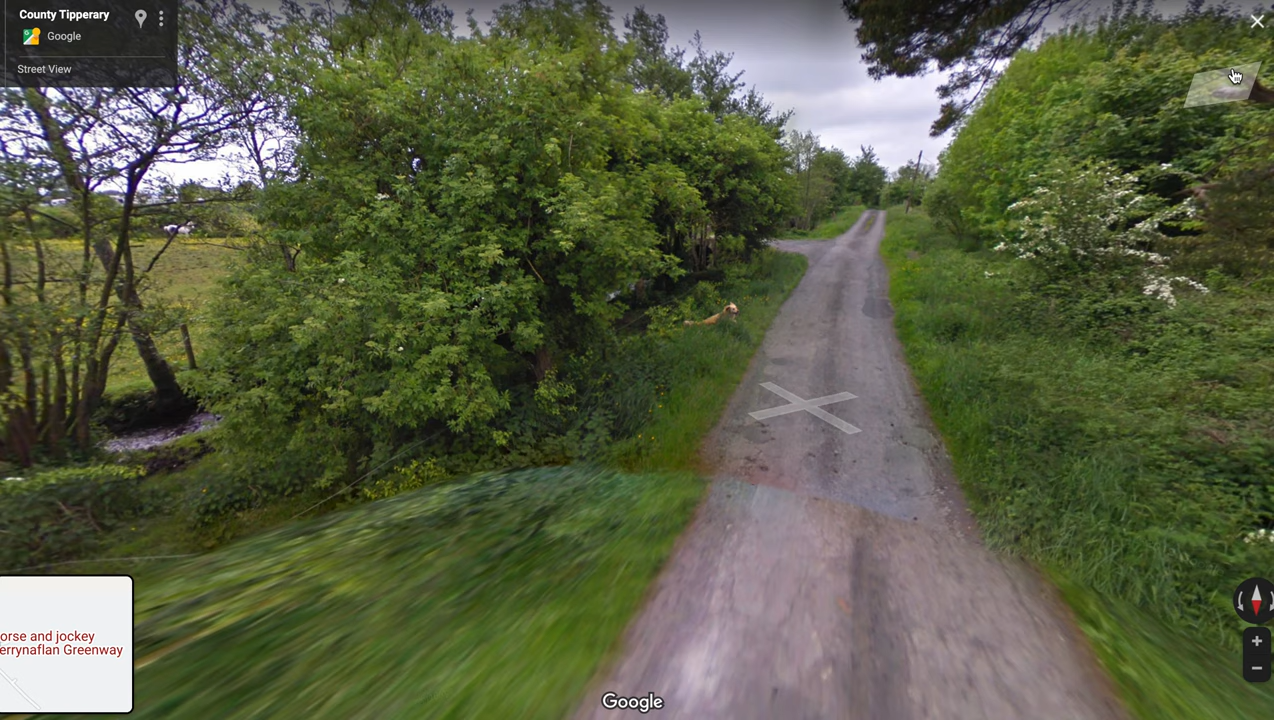 County Tipperary
Google
Street View
orse and jockey
errynaflan Greenway
Google